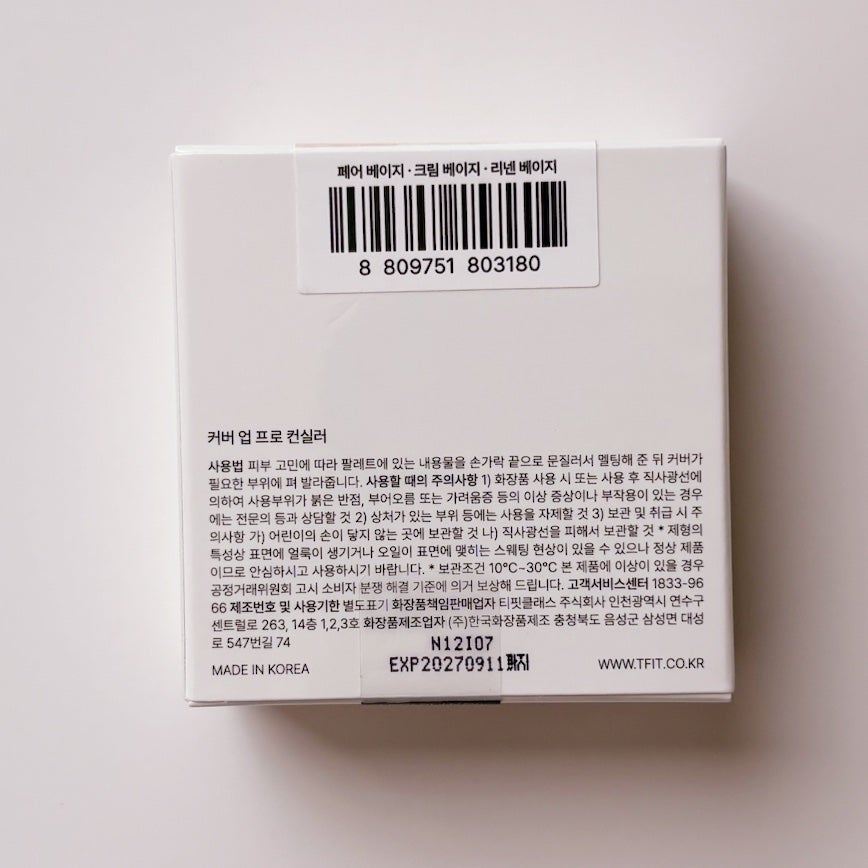 페어 베이지 · 크림 베이지 · 리넨 베이지
8 809751 803180
커버 업 프로 컨실러
사용법 피부 고민에 따라 팔레트에 있는 내용물을 손가락 끝으로 문질러서 멜팅해 준 뒤 커버가
필요한 부위에 펴 발라줍니다. 사용할 때의 주의사항 1) 화장품 사용 시 또는 사용 후 직사광선에
의하여 사용부위가 붉은 반점, 부어오름 또는 가려움증 등의 이상 증상이나 부작용이 있는 경우
에는 전문의 등과 상담할 것 2) 상처가 있는 부위 등에는 사용을 자제할 것 3) 보관 및 취급 시 주
의사항 가) 어린이의 손이 닿지 않는 곳에 보관할 것 나) 직사광선을 피해서 보관할 것 * 제형의
특성상 표면에 얼룩이 생기거나 오일이 표면에 맺히는 스웨팅 현상이 있을 수 있으나 정상 제품
이므로 안심하시고 사용하시기 바랍니다. * 보관조건 10℃~30℃ 본 제품에 이상이 있을 경우
공정거래위원회 고시 소비자 분쟁 해결 기준에 의거 보상해 드립니다. 고객서비스센터 1833-96
66 제조번호 및 사용기한 별도표기 화장품책임판매업자 티핏클래스 주식회사 인천광역시 연수구
센트럴로 263, 14층 1,2,3호 화장품제조업자 (주)한국화장품제조 충청북도 음성군 삼성면 대성
로 547번길 74
N12I07
EXP20270911까지
MADE IN KOREA
WWW.TFIT.CO.KR